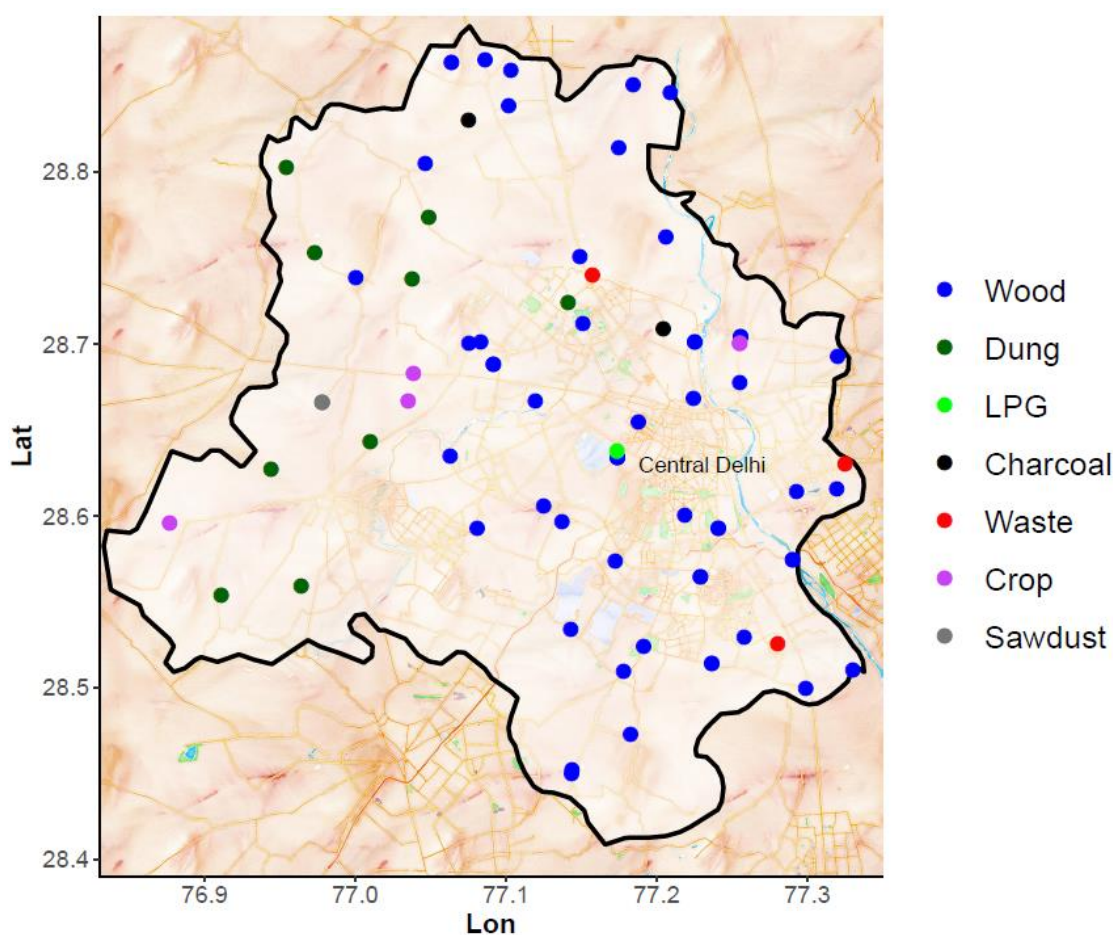 28.8
28.7
28.6
28.5
28.4
Lat
76.9 77.0 77.1 77.2 77.3
Lon
Central Delhi
Wood
Dung
LPG
Charcoal
Waste
Crop
Sawdust